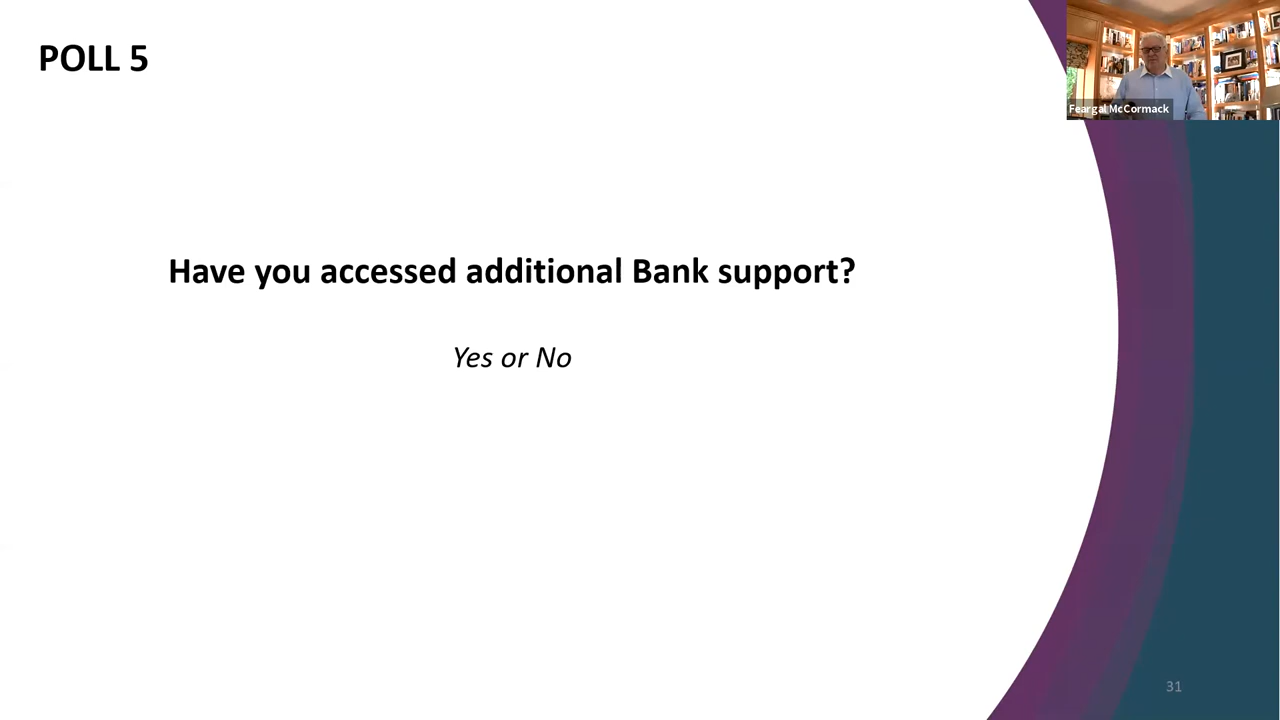 POLL 5
Feargal McCormack
Have you accessed additional Bank support?
Yes or No
31